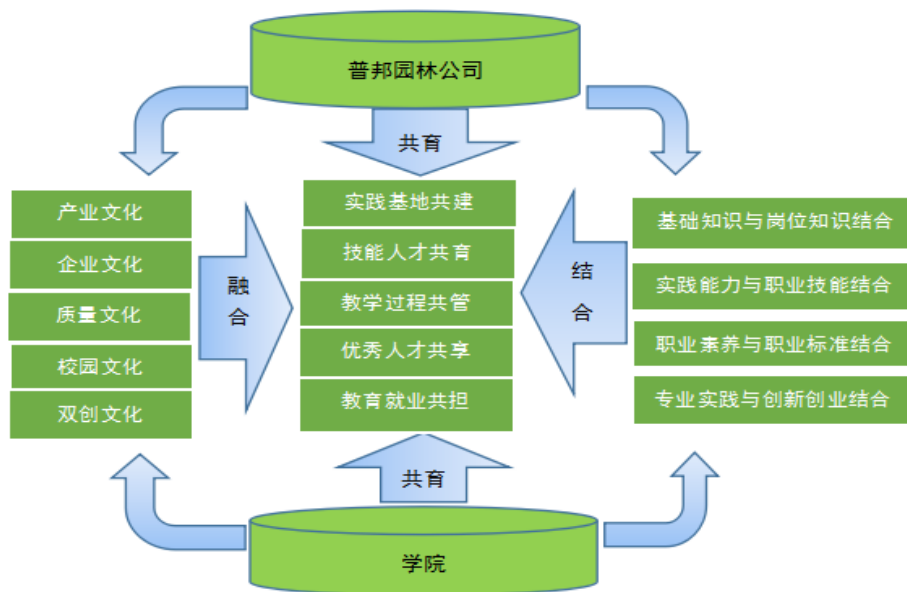 普邦园林公司
共育
产业文化
企业文化
质量文化
校园文化
双创文化
融
合
实践基地共建
技能人才共育
教学过程共管
优秀人才共享
教育就业共担
结
合
基础知识与岗位知识结合
实践能力与职业技能结合
职业素养与职业标准结合
专业实践与创新创业结合
共育
学院